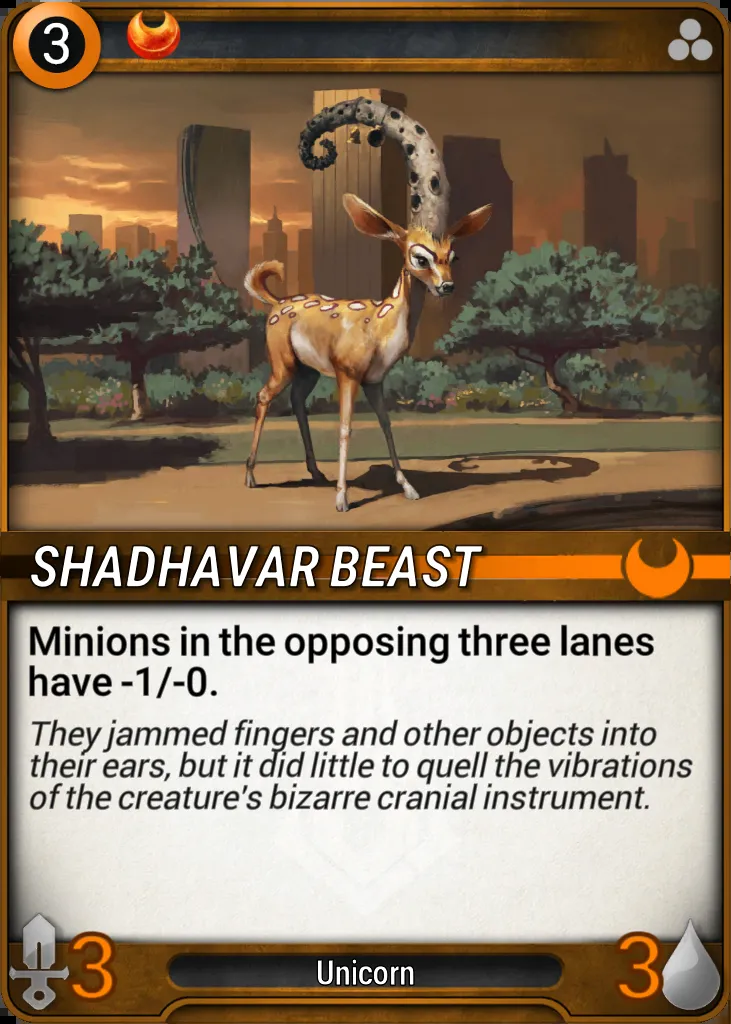 3
SHADHAVAR BEAST
Minions in the opposing three lanes
have -1/-0.
They jammed fingers and other objects into
their ears, but it did little to quell the vibrations
of the creature's bizarre cranial instrument.
3 Unicorn 3